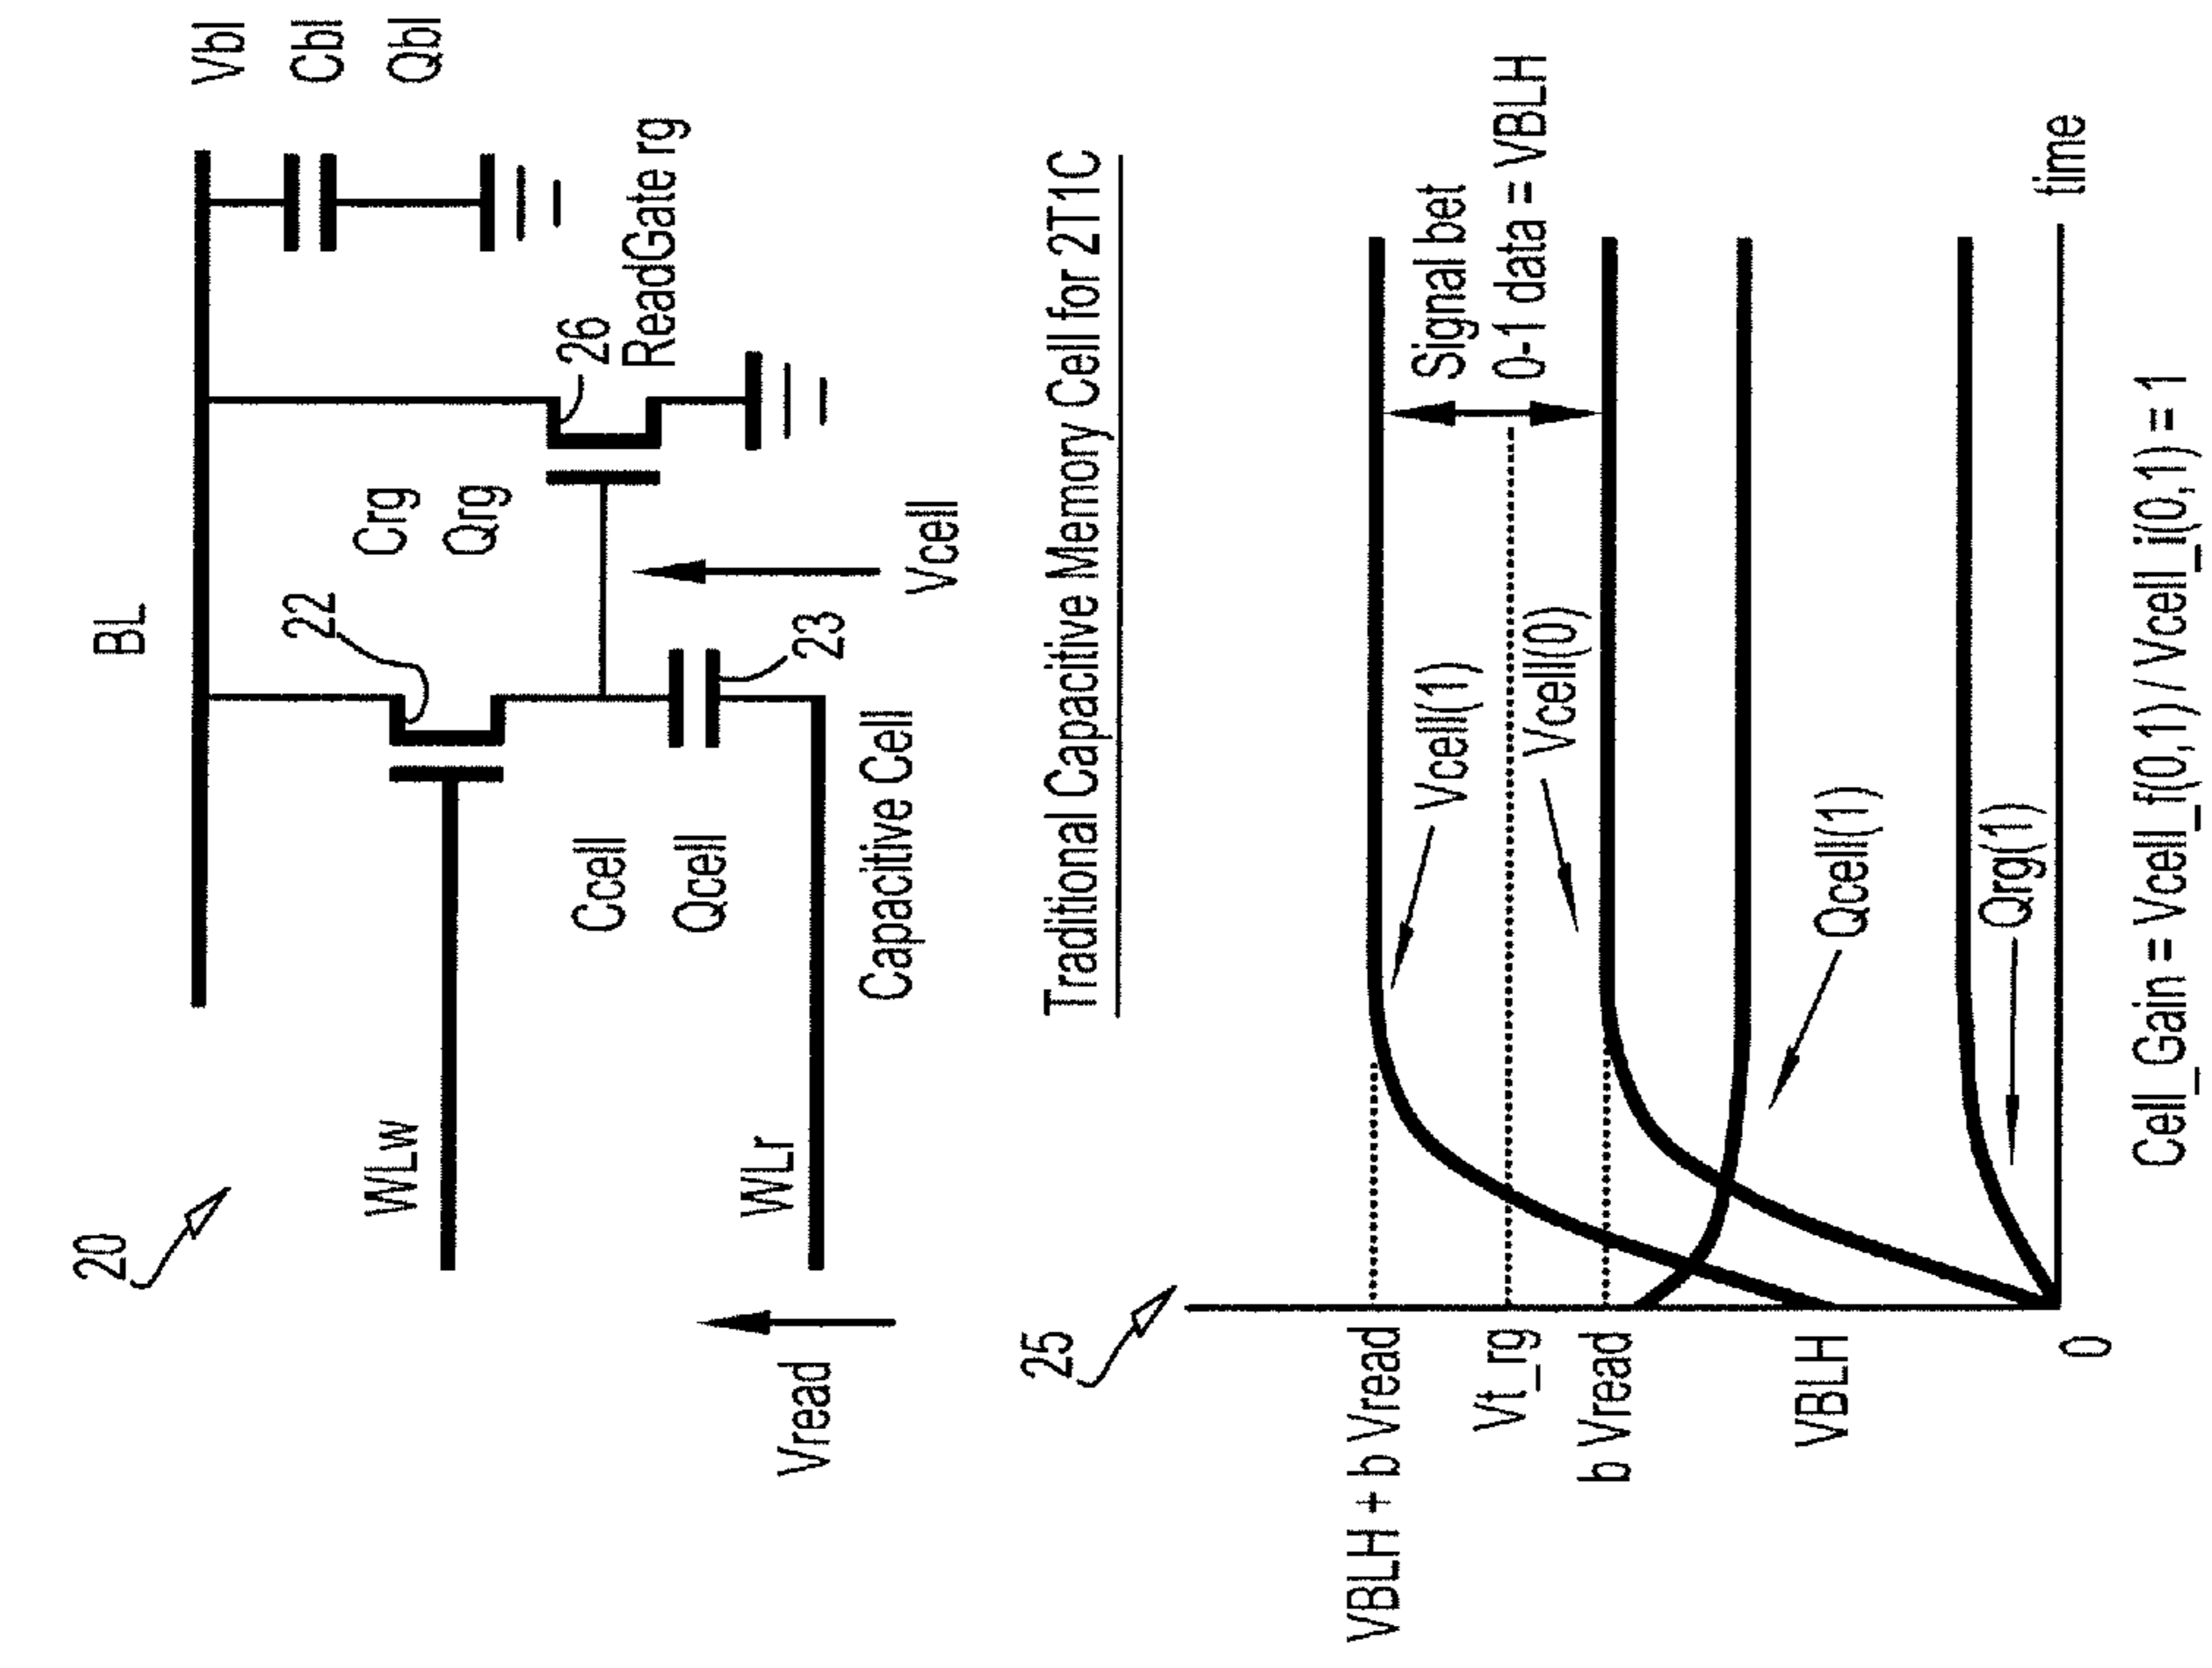 20
BL
Vbl
Cbl
Qbl
WLw
22
Crg
Qrg
26
ReadGate rg
Ccell
Qcell
23
Vcell
Vread
WLr
Capacitive Cell
Traditional Capacitive Memory Cell for 2T1C
25
VBLH + b Vread
Vt_rg
b Vread
VBLH
0
Vcell(1)
Vcell(0)
Signal bet
0-1 data = VBLH
Qcell(1)
Qrg(1)
time
Cell_Gain = Vcell_f(0,1) / Vcell_i(0,1) = 1